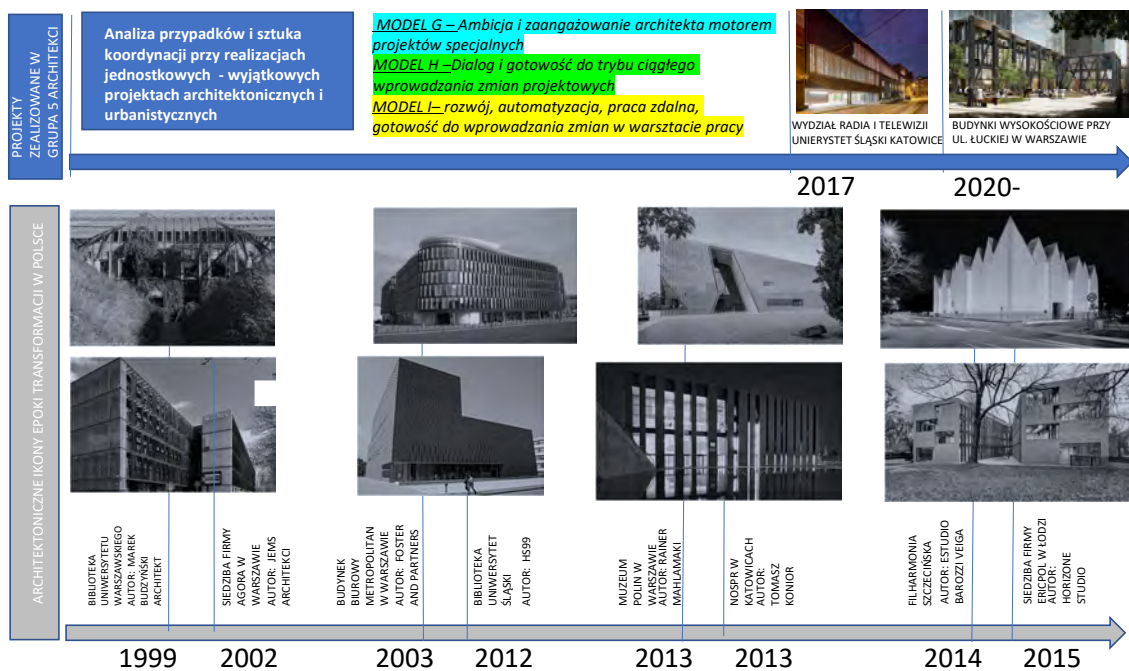 PROJEKTY
ZEALIZOWANE W
GRUPA 5 ARCHITEKCI
Analiza przypadków i sztuka
koordynacji przy realizacjach
jednostkowych - wyjątkowych
projektach architektonicznych i
urbanistycznych
MODEL G – Ambicja i zaangażowanie architekta motorem
projektów specjalnych
MODEL H –Dialog i gotowość do trybu ciągłego
wprowadzania zmian projektowych
MODEL I– rozwój, automatyzacja, praca zdalna,
gotowość do wprowadzania zmian w warsztacie pracy
WYDZIAŁ RADIA I TELEWIZJI
UNIERYSTET ŚLĄSKI KATOWICE
BUDYNKI WYSOKOŚCIOWE PRZY
UL. ŁUCKIEJ W WARSZAWIE
2017
2020-
ARCHITEKTONICZNE IKONY EPOKI TRANSFORMACJI W POLSCE
BIBLIOTEKA
UNIWERSYTETU
WARSZAWSKIEGO
AUTOR: MAREK
BUDZYŃSKI
ARCHITEKT
SIEDZIBA FIRMY
AGORA W
WARSZAWIE
AUTOR: JEMS
ARCHITEKCI
BUDYNEK
BIUROWY
METROPOLITAN
W WARSZAWIE
AUTOR: FOSTER
AND PARTNERS
BIBLIOTEKA
UNIWERSYTET
ŚLĄSKI
AUTOR: HS99
MUZEUM
POLIN W
WARSZAWIE
AUTOR: RAINER
MAHLAMAKI
NOSPR W
KATOWICACH
AUTOR:
TOMASZ
KONIOR
FILHARMONIA
SZCZECIŃSKA
AUTOR: ESTUDIO
BAROZZI VEIGA
SIEDZIBA FIRMY
ERICPOL W ŁODZI
AUTOR:
HORIZONE
STUDIO
1999
2002
2003
2012
2013
2013
2014
2015